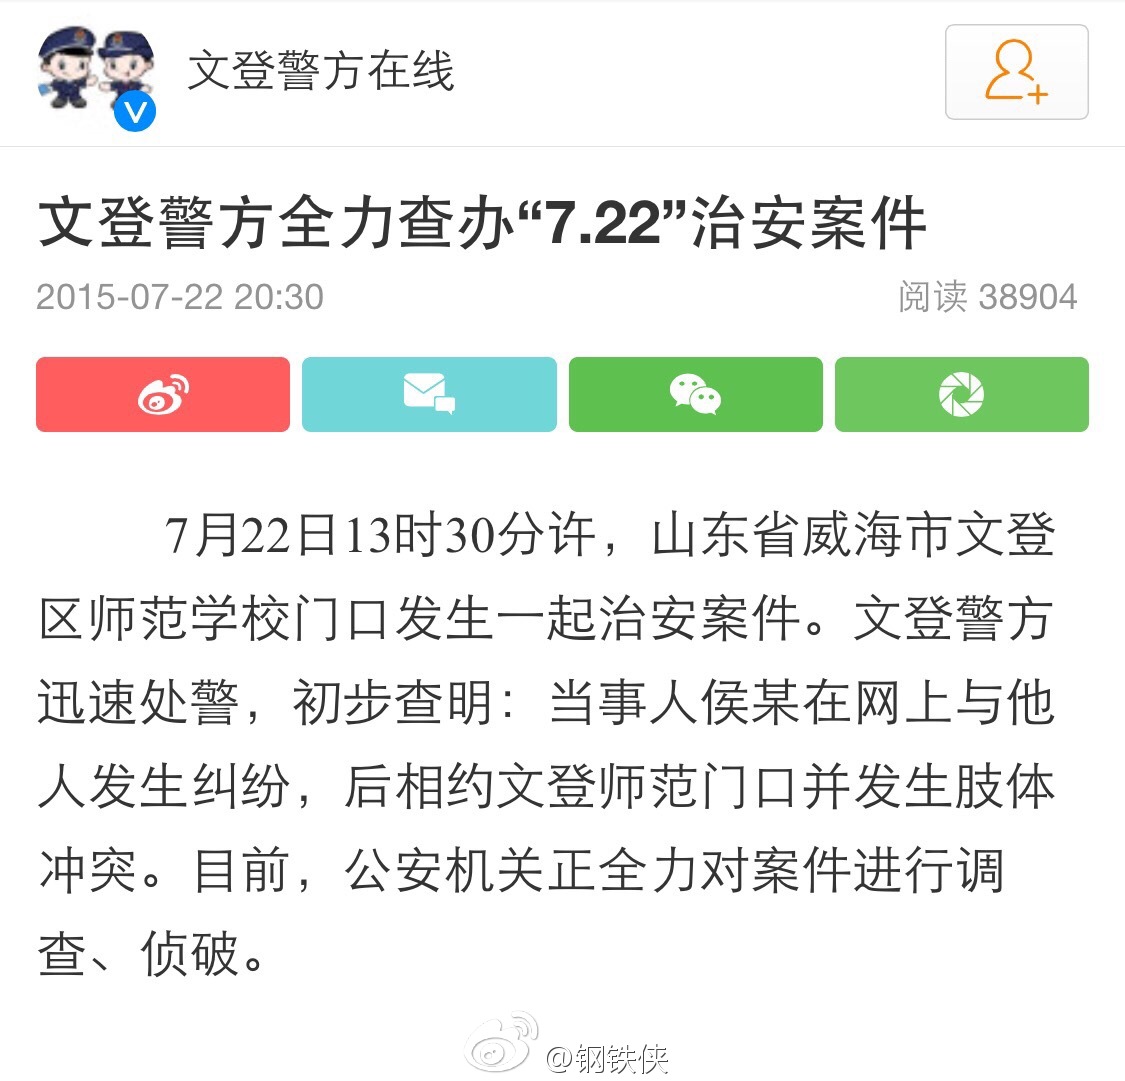 文登警方在线
文登警方全力查办“7.22”治安案件
2015-07-22 20:30
阅读 38904
7月22日13时30分许，山东省威海市文登
区师范学校门口发生一起治安案件。文登警方
迅速处警，初步查明：当事人侯某在网上与他
人发生纠纷，后相约文登师范门口并发生肢体
冲突。目前，公安机关正全力对案件进行调
查、侦破。
@钢铁侠